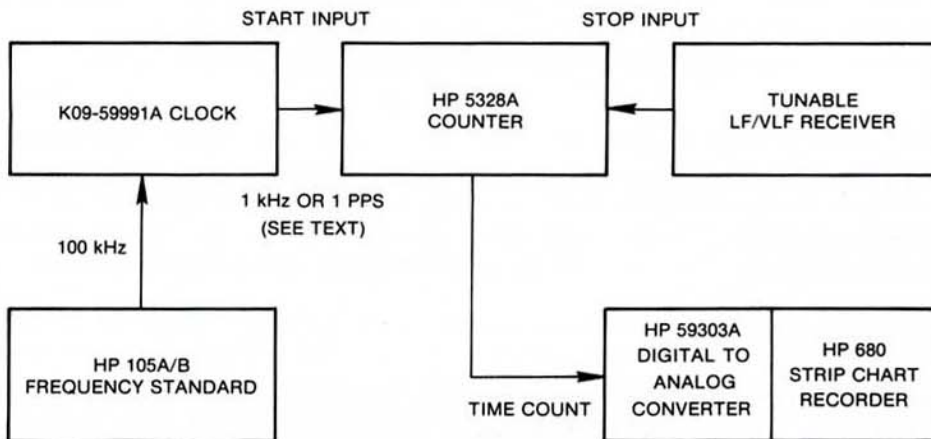 START INPUT
STOP INPUT
K09-59991A CLOCK
HP 5328A
COUNTER
TUNABLE
LF/VLF RECEIVER
1 kHz OR 1 PPS
(SEE TEXT)
100 kHz
HP 105A/B
FREQUENCY STANDARD
TIME COUNT
HP 59303A
DIGITAL TO
ANALOG
CONVERTER
HP 680
STRIP CHART
RECORDER